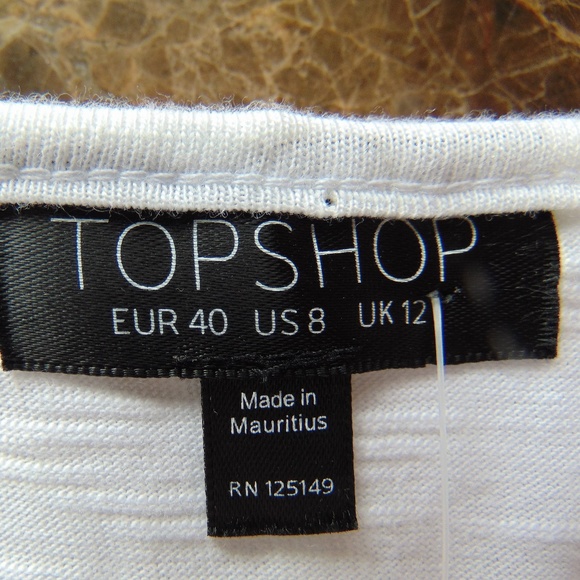 TOPSHOP
EUR 40 US 8 UK 12
Made in
Mauritius
RN 125149